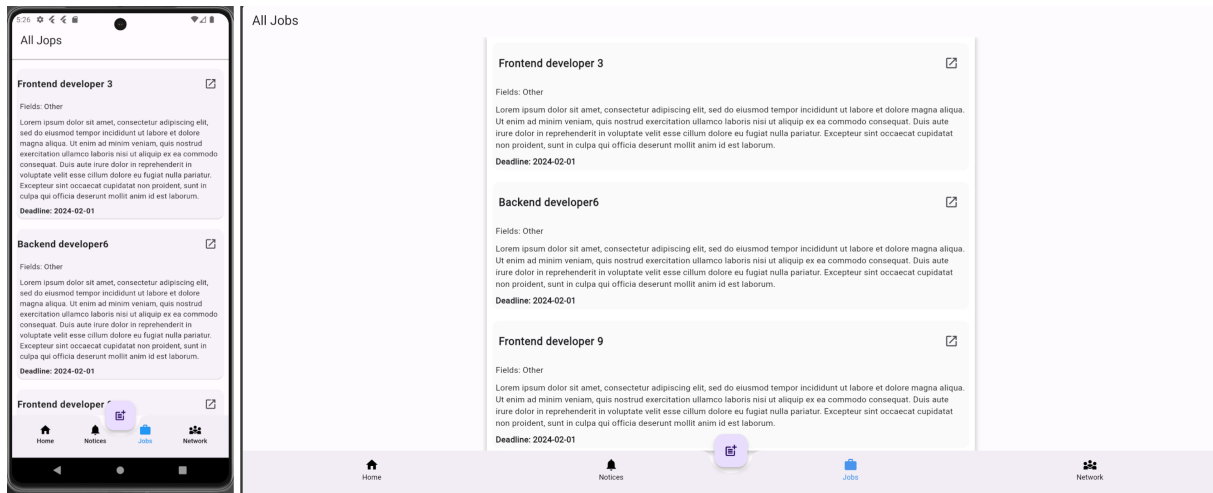 5:26
All Jops
Frontend developer 3
Fields: Other
Lorem ipsum dolor sit amet, consectetur adipiscing elit,
sed do eiusmod tempor incididunt ut labore et dolore
magna aliqua. Ut enim ad minim veniam, quis nostrud
exercitation ullamco laboris nisi ut aliquip ex ea commodo
consequat. Duis aute irure dolor in reprehenderit in
voluptate velit esse cillum dolore eu fugiat nulla pariatur.
Excepteur sint occaecat cupidatat non proident, sunt in
culpa qui officia deserunt mollit anim id est laborum.
Deadline: 2024-02-01
Backend developer6
Fields: Other
Lorem ipsum dolor sit amet, consectetur adipiscing elit,
sed do eiusmod tempor incididunt ut labore et dolore
magna aliqua. Ut enim ad minim veniam, quis nostrud
exercitation ullamco laboris nisi ut aliquip ex ea commodo
consequat. Duis aute irure dolor in reprehenderit in
voluptate velit esse cillum dolore eu fugiat nulla pariatur.
Excepteur sint occaecat cupidatat non proident, sunt in
culpa qui officia deserunt mollit anim id est laborum.
Deadline: 2024-02-01
Frontend developer
Home Notices Jobs Network
All Jobs
Frontend developer 3
Fields: Other
Lorem ipsum dolor sit amet, consectetur adipiscing elit, sed do eiusmod tempor incididunt ut labore et dolore magna aliqua.
Ut enim ad minim veniam, quis nostrud exercitation ullamco laboris nisi ut aliquip ex ea commodo consequat. Duis aute
irure dolor in reprehenderit in voluptate velit esse cillum dolore eu fugiat nulla pariatur. Excepteur sint occaecat cupidatat
non proident, sunt in culpa qui officia deserunt mollit anim id est laborum.
Deadline: 2024-02-01
Backend developer6
Fields: Other
Lorem ipsum dolor sit amet, consectetur adipiscing elit, sed do eiusmod tempor incididunt ut labore et dolore magna aliqua.
Ut enim ad minim veniam, quis nostrud exercitation ullamco laboris nisi ut aliquip ex ea commodo consequat. Duis aute
irure dolor in reprehenderit in voluptate velit esse cillum dolore eu fugiat nulla pariatur. Excepteur sint occaecat cupidatat
non proident, sunt in culpa qui officia deserunt mollit anim id est laborum.
Deadline: 2024-02-01
Frontend developer 9
Fields: Other
Lorem ipsum dolor sit amet, consectetur adipiscing elit, sed do eiusmod tempor incididunt ut labore et dolore magna aliqua.
Ut enim ad minim veniam, quis nostrud exercitation ullamco laboris nisi ut aliquip ex ea commodo consequat. Duis aute
irure dolor in reprehenderit in voluptate velit esse cillum dolore eu fugiat nulla pariatur. Excepteur sint occaecat cupidatat
non proident, sunt in culpa qui officia deserunt mollit anim id est laborum.
Deadline: 2024-02-01
Home Notices Jobs Network